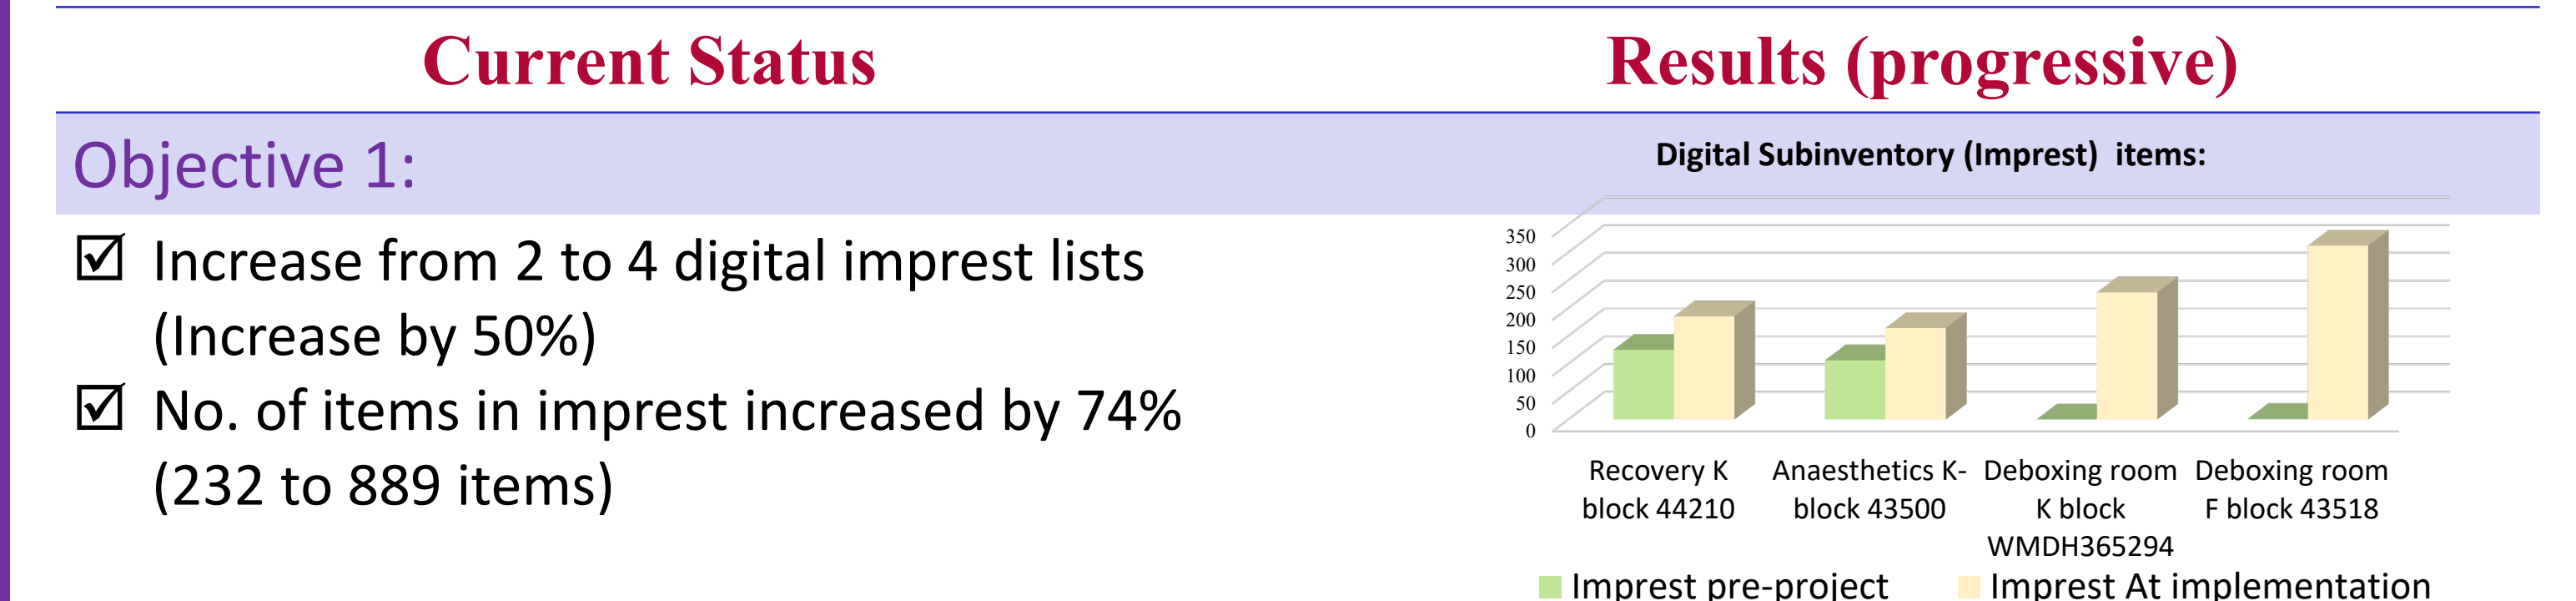 Current Status
Results (progressive)
Objective 1:
☑ Increase from 2 to 4 digital imprest lists
(Increase by 50%)
☑ No. of items in imprest increased by 74%
(232 to 889 items)
Digital Subinventory (Imprest) items:
350
300
250
200
150
100
50
0
Recovery K
block 44210
Anaesthetics K-
block 43500
Deboxing room
K block
WMDH365294
Deboxing room
F block 43518
Imprest pre-project
Imprest At implementation